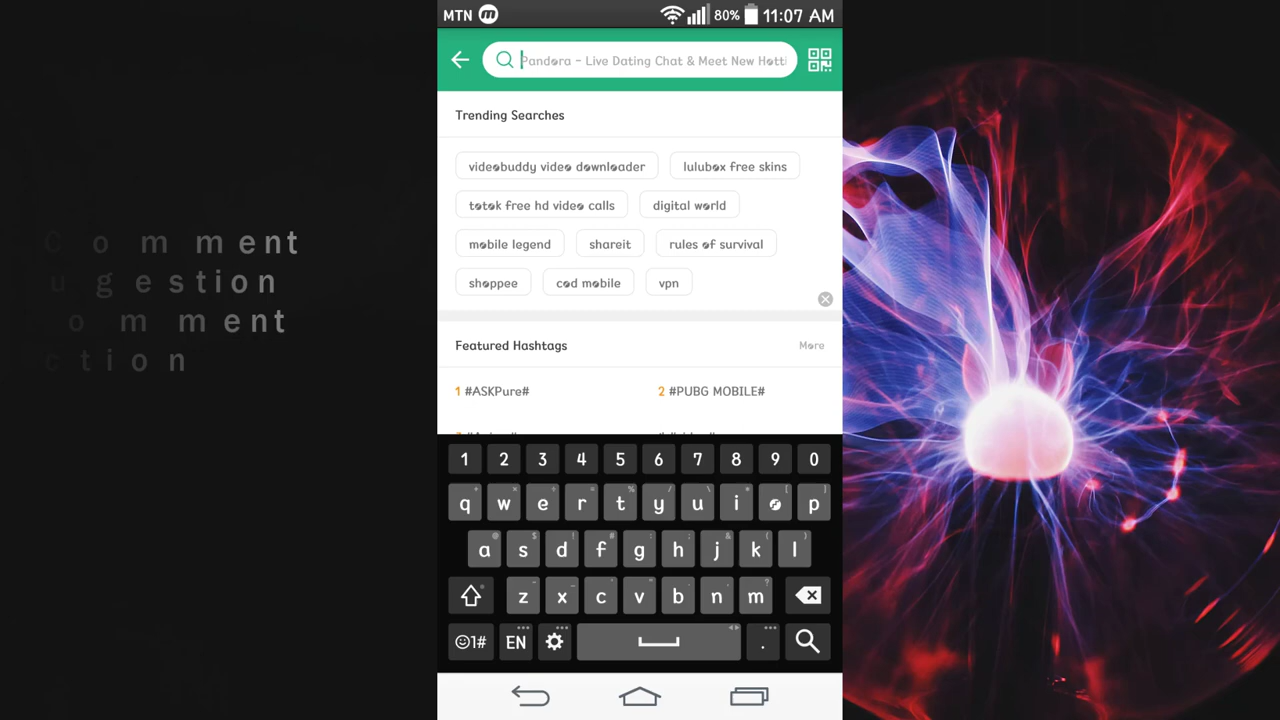 MTN 80% 11:07 AM
Pandora - Live Dating Chat & Meet New Hott
Trending Searches
videobuddy video downloader lulubox free skins
totok free hd video calls digital world
mobile legend shareit rules of survival
shoppee cod mobile vpn
Featured Hashtags More
1 #ASKPure# 2 #PUBG MOBILE#
C o m m e n t
u g e s t i o n
o m m e n t
c t i o n
1 2 3 4 5 6 7 8 9 0
q w e r t y u i o p
a s d f g h j k l
z x c v b n m
1# EN .